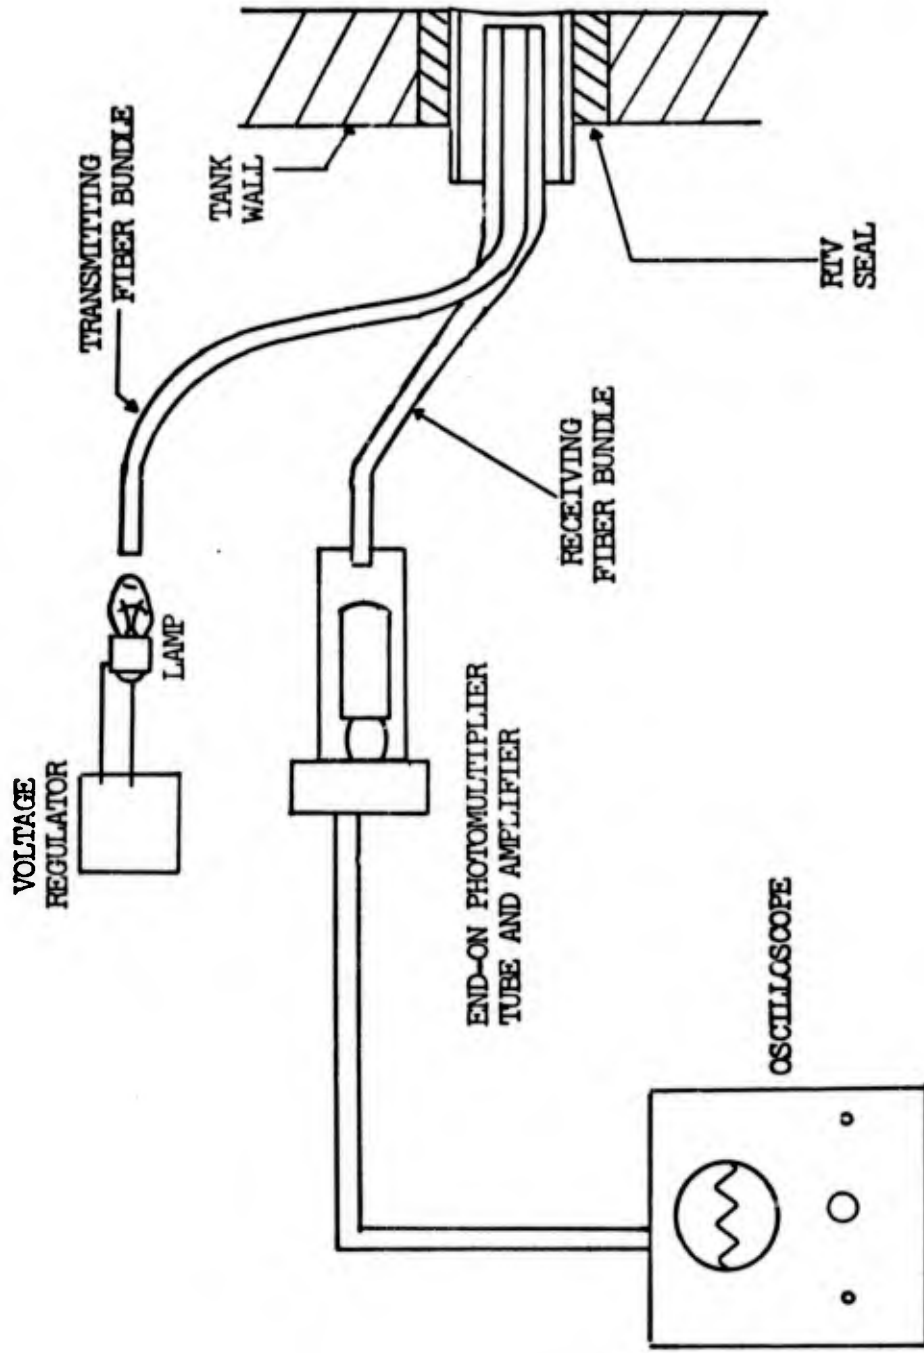 VOLTAGE
REGULATOR
LAMP
TRANSMITTING
FIBER BUNDLE
TANK
WALL
END-ON PHOTOMULTIPLIER
TUBE AND AMPLIFIER
RECEIVING
FIBER BUNDLE
RTV
SEAL
OSCILLOSCOPE